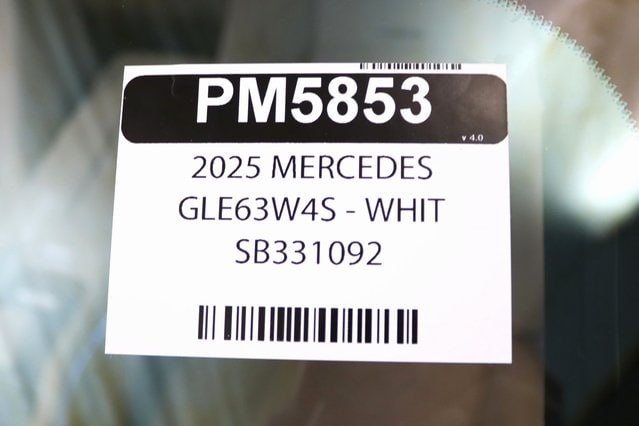 PM5853
v 4.0
2025 MERCEDES
GLE63W4S - WHIT
SB331092